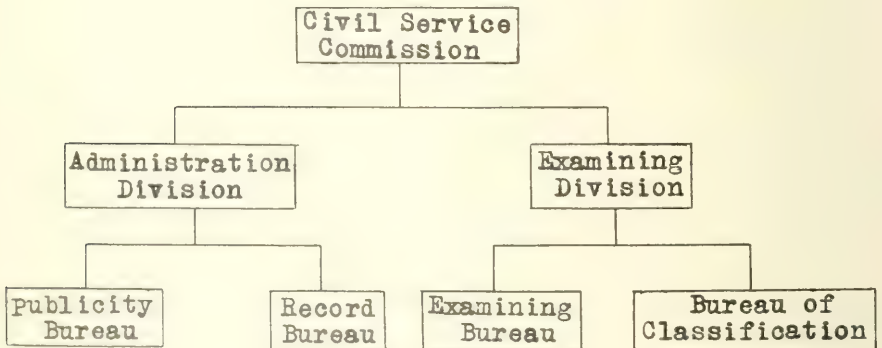 Civil Service
Commission
Administration
Division
Examining
Division
Publicity
Bureau
Record
Bureau
Examining
Bureau
Bureau of
Classification